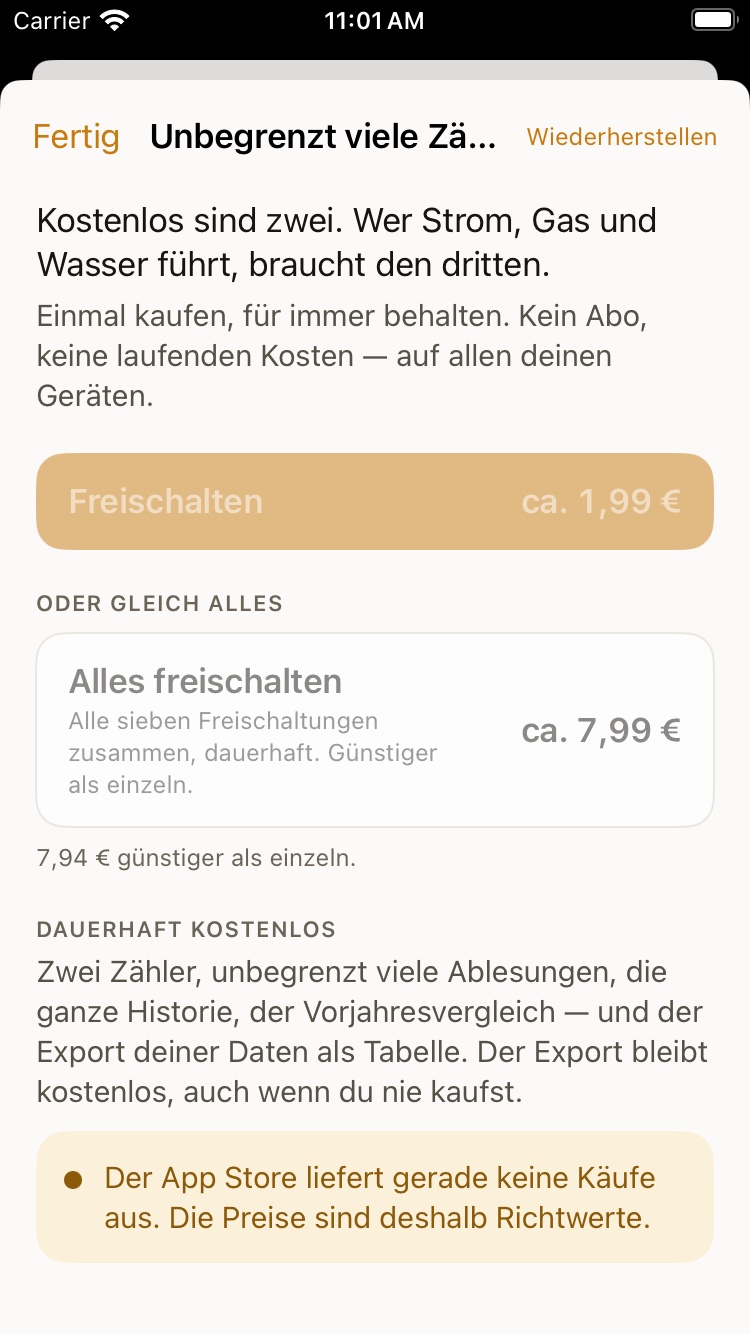 Carrier 11:01 AM
Fertig Unbegrenzt viele Zä... Wiederherstellen
Kostenlos sind zwei. Wer Strom, Gas und
Wasser führt, braucht den dritten.
Einmal kaufen, für immer behalten. Kein Abo,
keine laufenden Kosten — auf allen deinen
Geräten.
Freischalten ca. 1,99 €
ODER GLEICH ALLES
Alles freischalten
Alle sieben Freischaltungen
zusammen, dauerhaft. Günstiger
als einzeln.
ca. 7,99 €
7,94 € günstiger als einzeln.
DAUERHAFT KOSTENLOS
Zwei Zähler, unbegrenzt viele Ablesungen, die
ganze Historie, der Vorjahresvergleich — und der
Export deiner Daten als Tabelle. Der Export bleibt
kostenlos, auch wenn du nie kaufst.
Der App Store liefert gerade keine Käufe
aus. Die Preise sind deshalb Richtwerte.